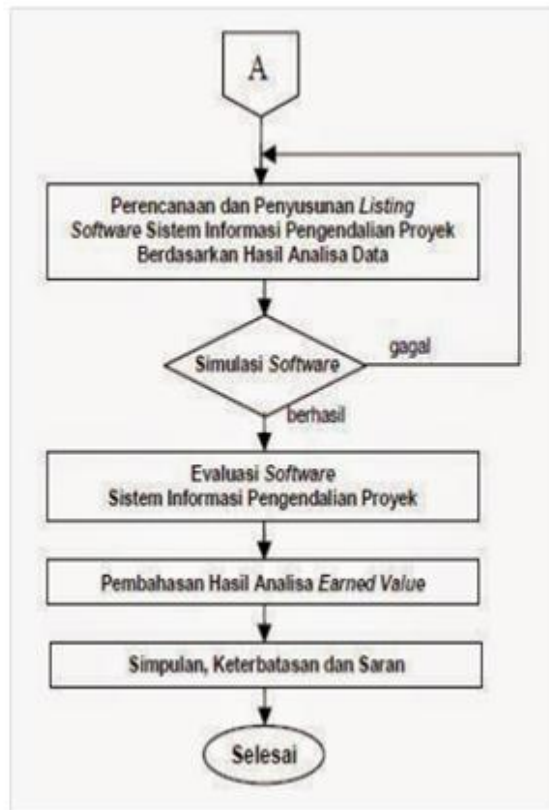 A
Perencanaan dan Penyusunan Listing
Software Sistem Informasi Pengendalian Proyek
Berdasarkan Hasil Analisa Data
Simulasi Software
gagal
berhasil
Evaluasi Software
Sistem Informasi Pengendalian Proyek
Pembahasan Hasil Analisa Earned Value
Simpulan, Keterbatasan dan Saran
Selesai